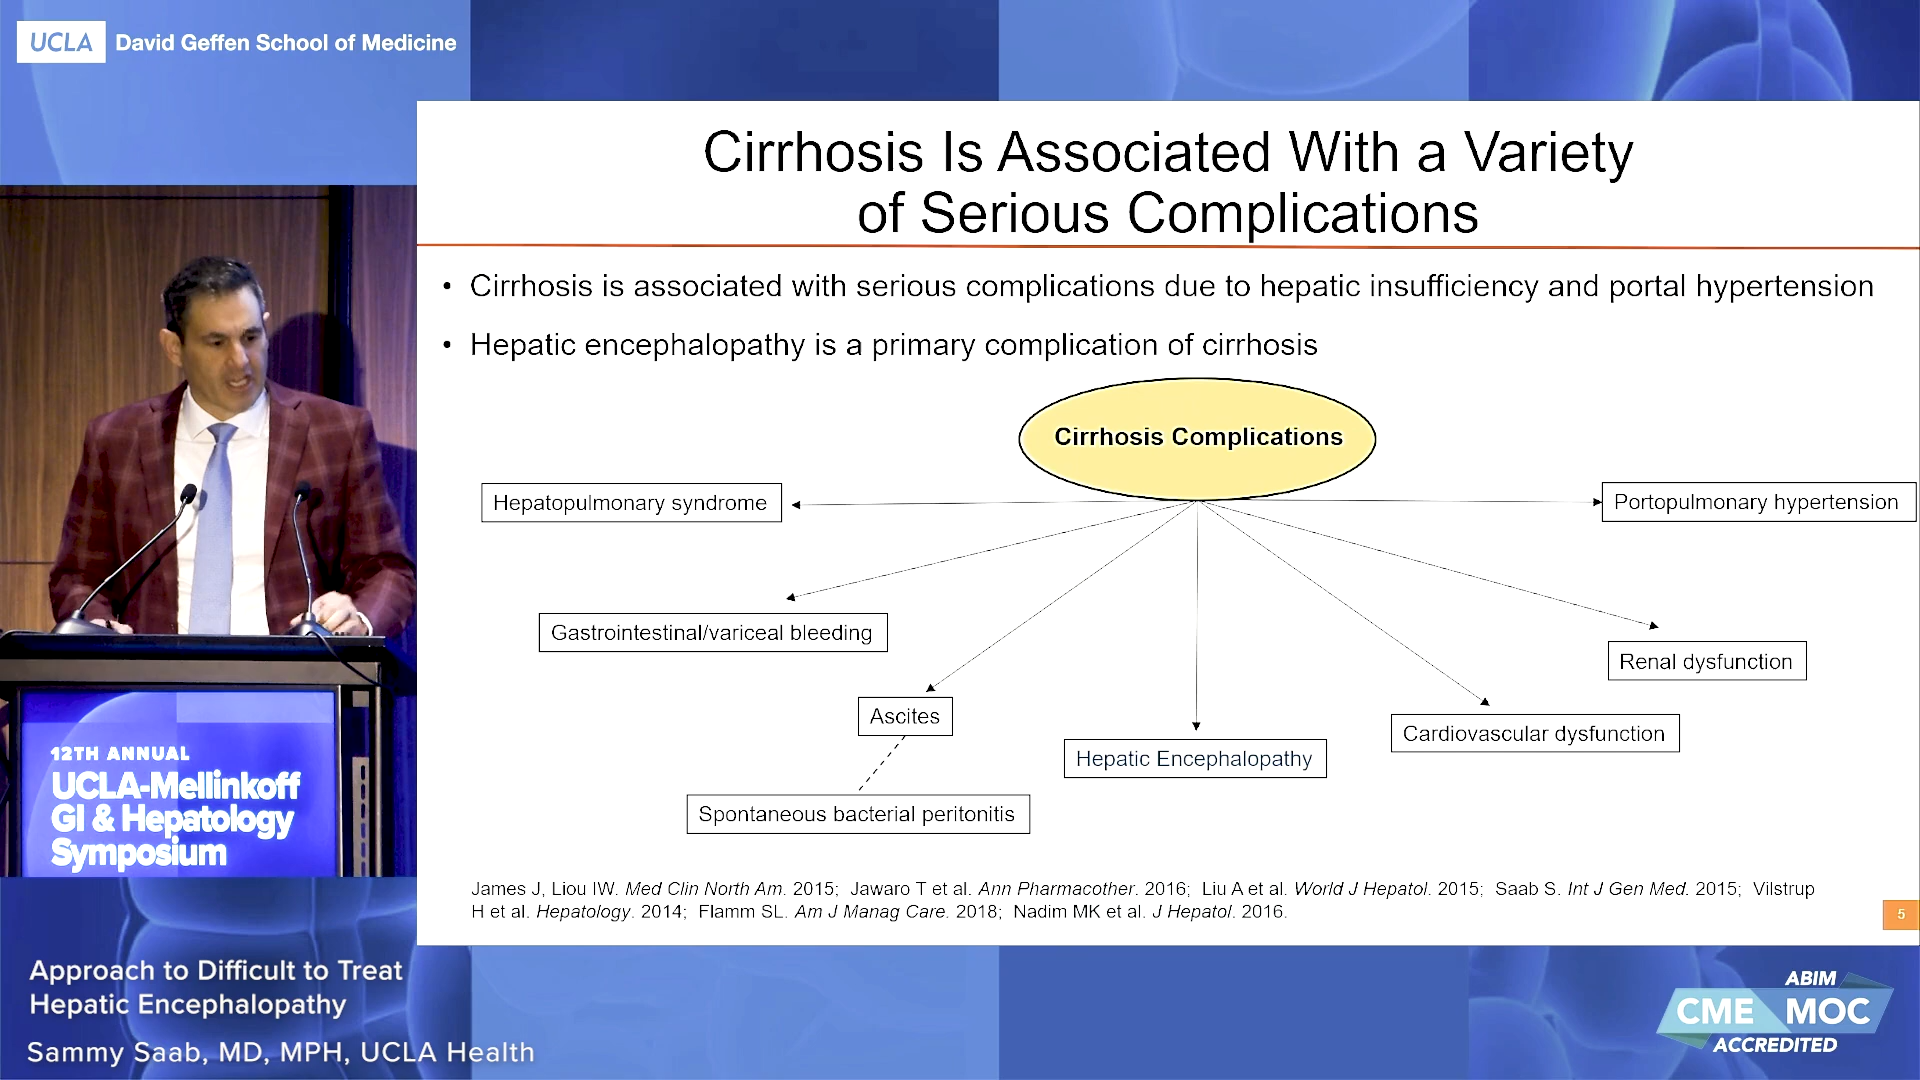 UCLA David Geffen School of Medicine
Cirrhosis Is Associated With a Variety
of Serious Complications
• Cirrhosis is associated with serious complications due to hepatic insufficiency and portal hypertension
• Hepatic encephalopathy is a primary complication of cirrhosis
Cirrhosis Complications
Hepatopulmonary syndrome
Portopulmonary hypertension
Gastrointestinal/variceal bleeding
Renal dysfunction
Ascites
Cardiovascular dysfunction
Hepatic Encephalopathy
Spontaneous bacterial peritonitis
James J, Liou IW. Med Clin North Am. 2015; Jawaro T et al. Ann Pharmacother. 2016; Liu A et al. World J Hepatol. 2015; Saab S. Int J Gen Med. 2015; Vilstrup
H et al. Hepatology. 2014; Flamm SL. Am J Manag Care. 2018; Nadim MK et al. J Hepatol. 2016.
5
12TH ANNUAL
UCLA-Mellinkoff
GI & Hepatology
Symposium
Approach to Difficult to Treat
Hepatic Encephalopathy
Sammy Saab, MD, MPH, UCLA Health
ABIM
CME MOC
ACCREDITED